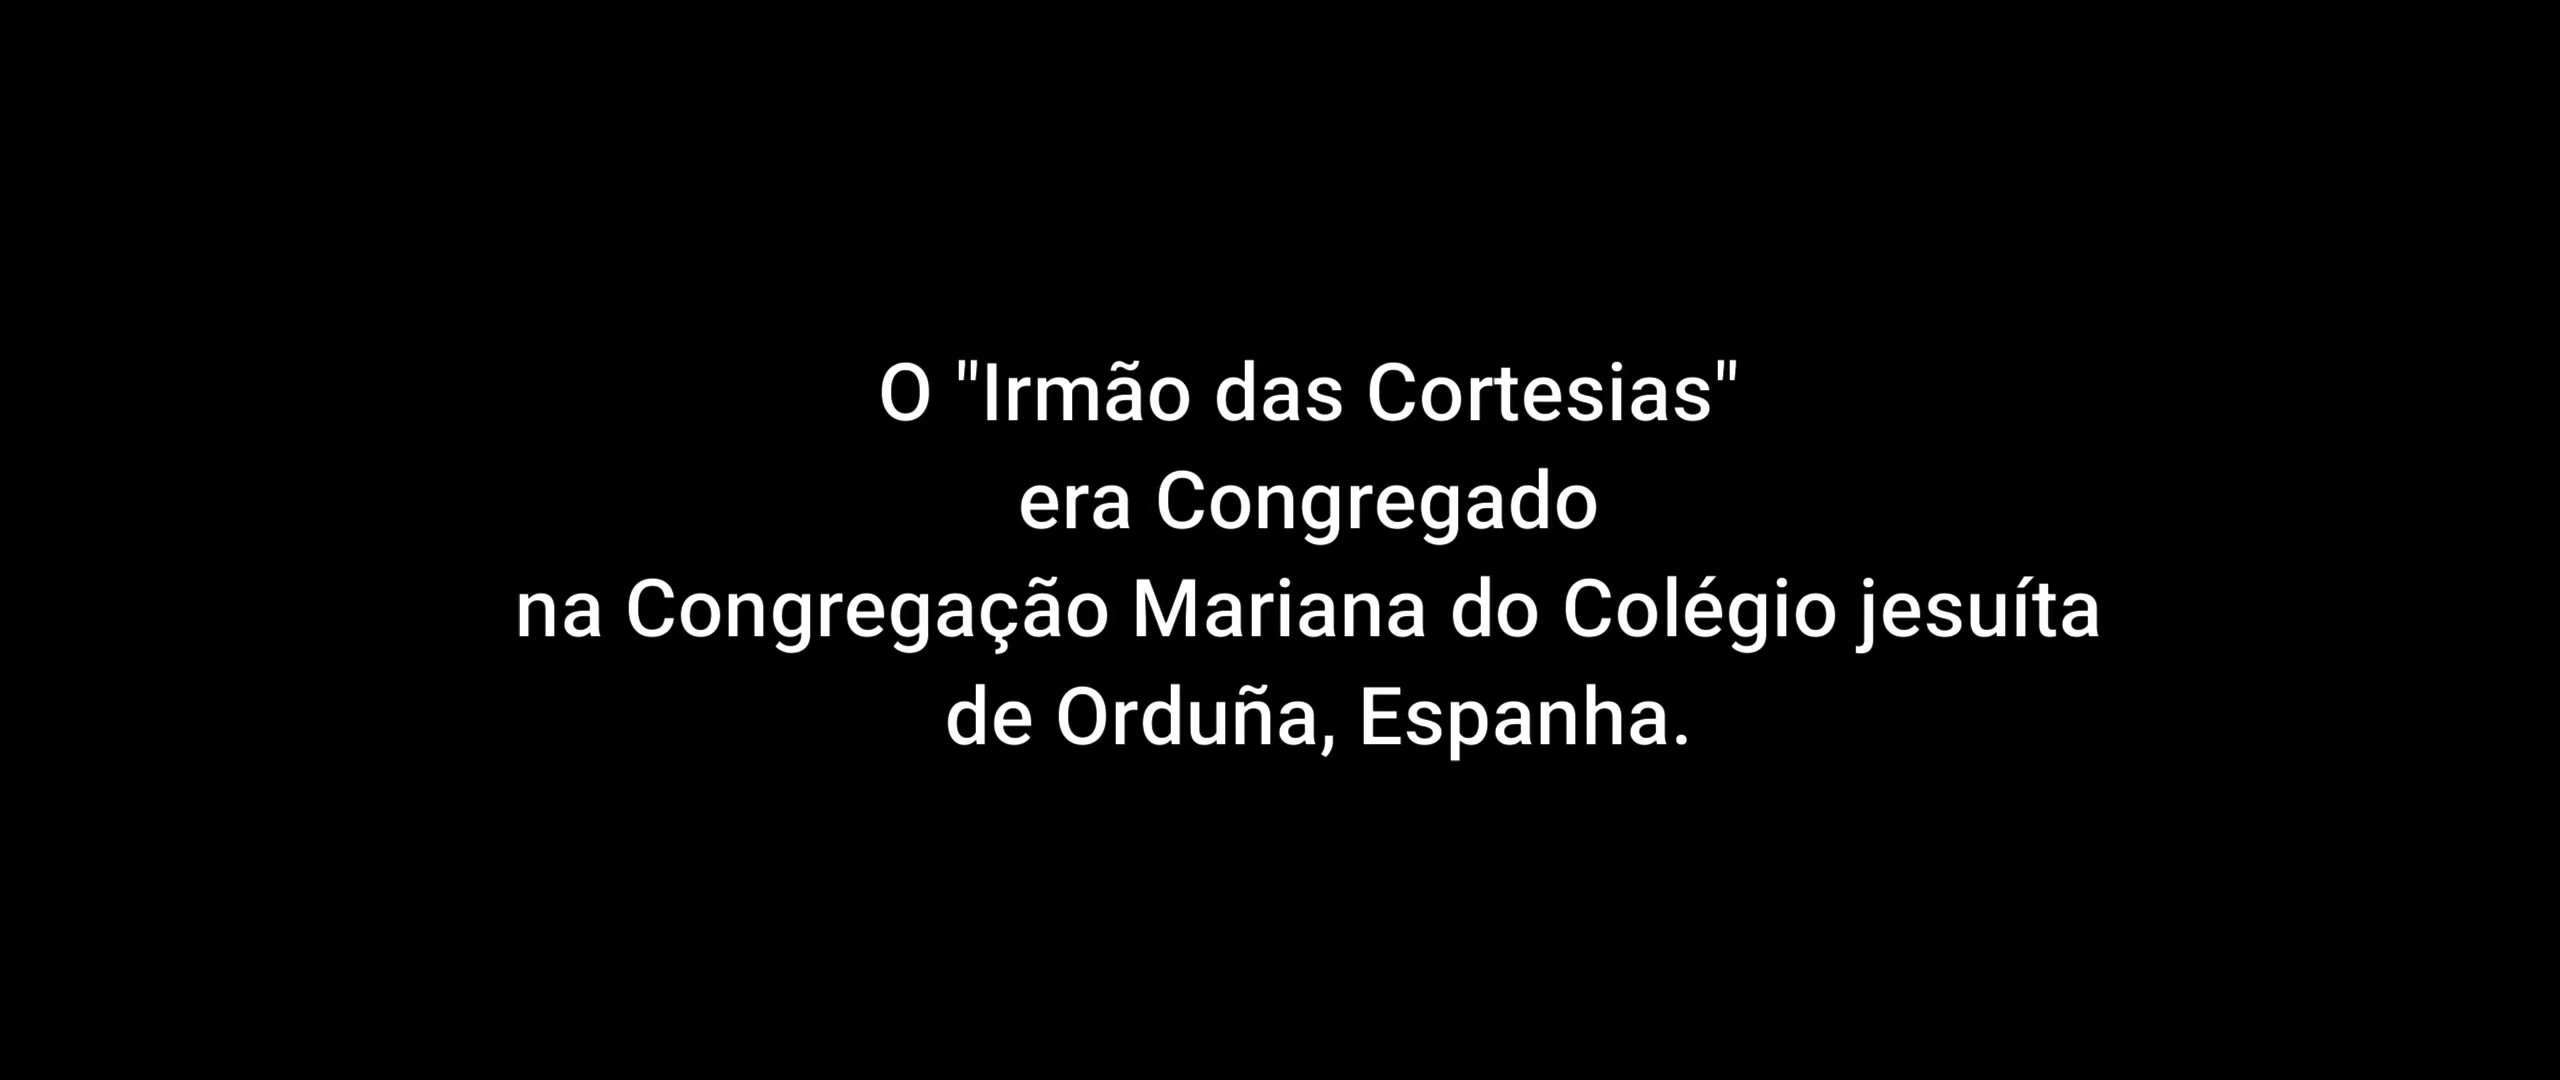 O "Irmão das Cortesias"
era Congregado
na Congregação Mariana do Colégio jesuíta
de Orduña, Espanha.